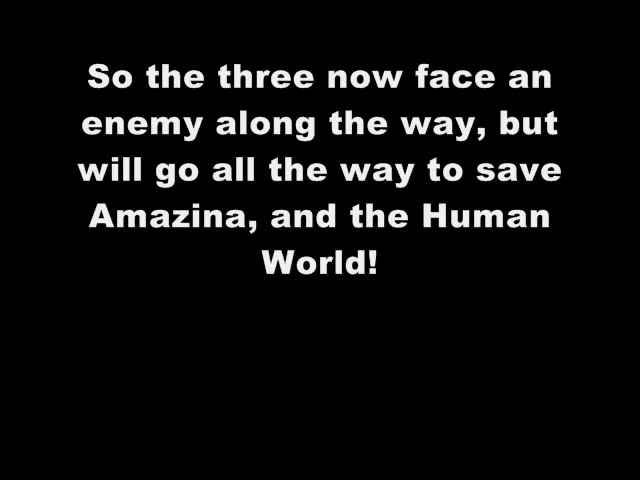 So the three now face an
enemy along the way, but
will go all the way to save
Amazina, and the Human
World!